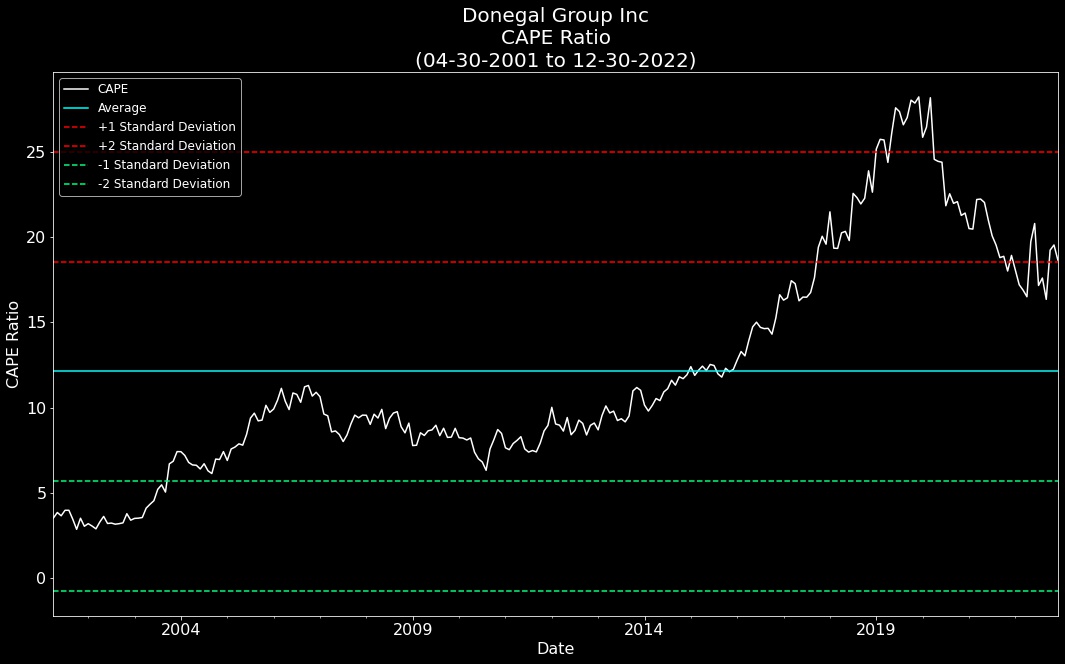 Donegal Group Inc
CAPE Ratio
(04-30-2001 to 12-30-2022)
CAPE
Average
+1 Standard Deviation
+2 Standard Deviation
-1 Standard Deviation
-2 Standard Deviation
CAPE Ratio
25
20
15
10
5
0
2004
2009
2014
2019
Date